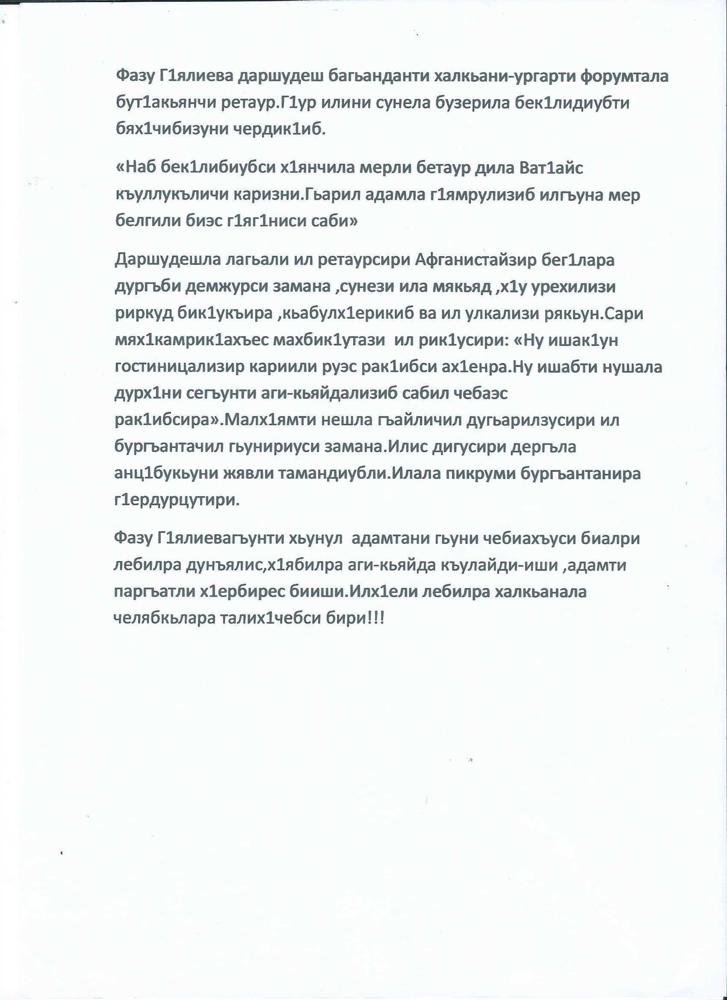 Фазу Г1ялиева даршудеш багьанданти халкьани-ургарти форумтала
бут1акьянчи ретаур.Г1ур илини сунела бузерила бек1лидиубти
бях1чибизуни чердик1иб.
«Наб бек1либиубси х1янчила мерли бетаур дила Ват1айс
къуллукъличи каризни.Гьарил адамла г1ямрулизиб илгъуна мер
белгили биэс г1яг1ниси саби»
Даршудешла лагьали ил ретаурсири Афганистайзир бег1лара
дургъби демжурси замана ,сунези ила мякьяд ,х1у урехилизи
риркуд бик1укъира ,кьабулх1ерикиб ва ил улкализи рякьун.Сари
мях1камрик1ахъес махбик1утази  ил рик1усири: «Ну ишак1ун
гостиницализир кариили руэс рак1ибси ах1енра.Ну ишабти нушала
дурх1ни сегъунти аги-кьяйдализиб сабил чебаэс
рак1ибсира».Малх1ямти нешла гъайличил дугьарилзусири ил
бургъантачил гьунириуси замана.Илис дигусири дергъла
анц1букьуни жявли тамандиубли.Илала пикруми бургъантанира
г1ердурцутири.
Фазу Г1ялиевагъунти хьунул  адамтани гьуни чебиахъуси биалри
лебилра дунъялис,х1ябилра аги-кьяйда къулайди-иши ,адамти
паргъатли х1ербирес бииши.Илх1ели лебилра халкьанала
челябкьлара талих1чебси бири!!!